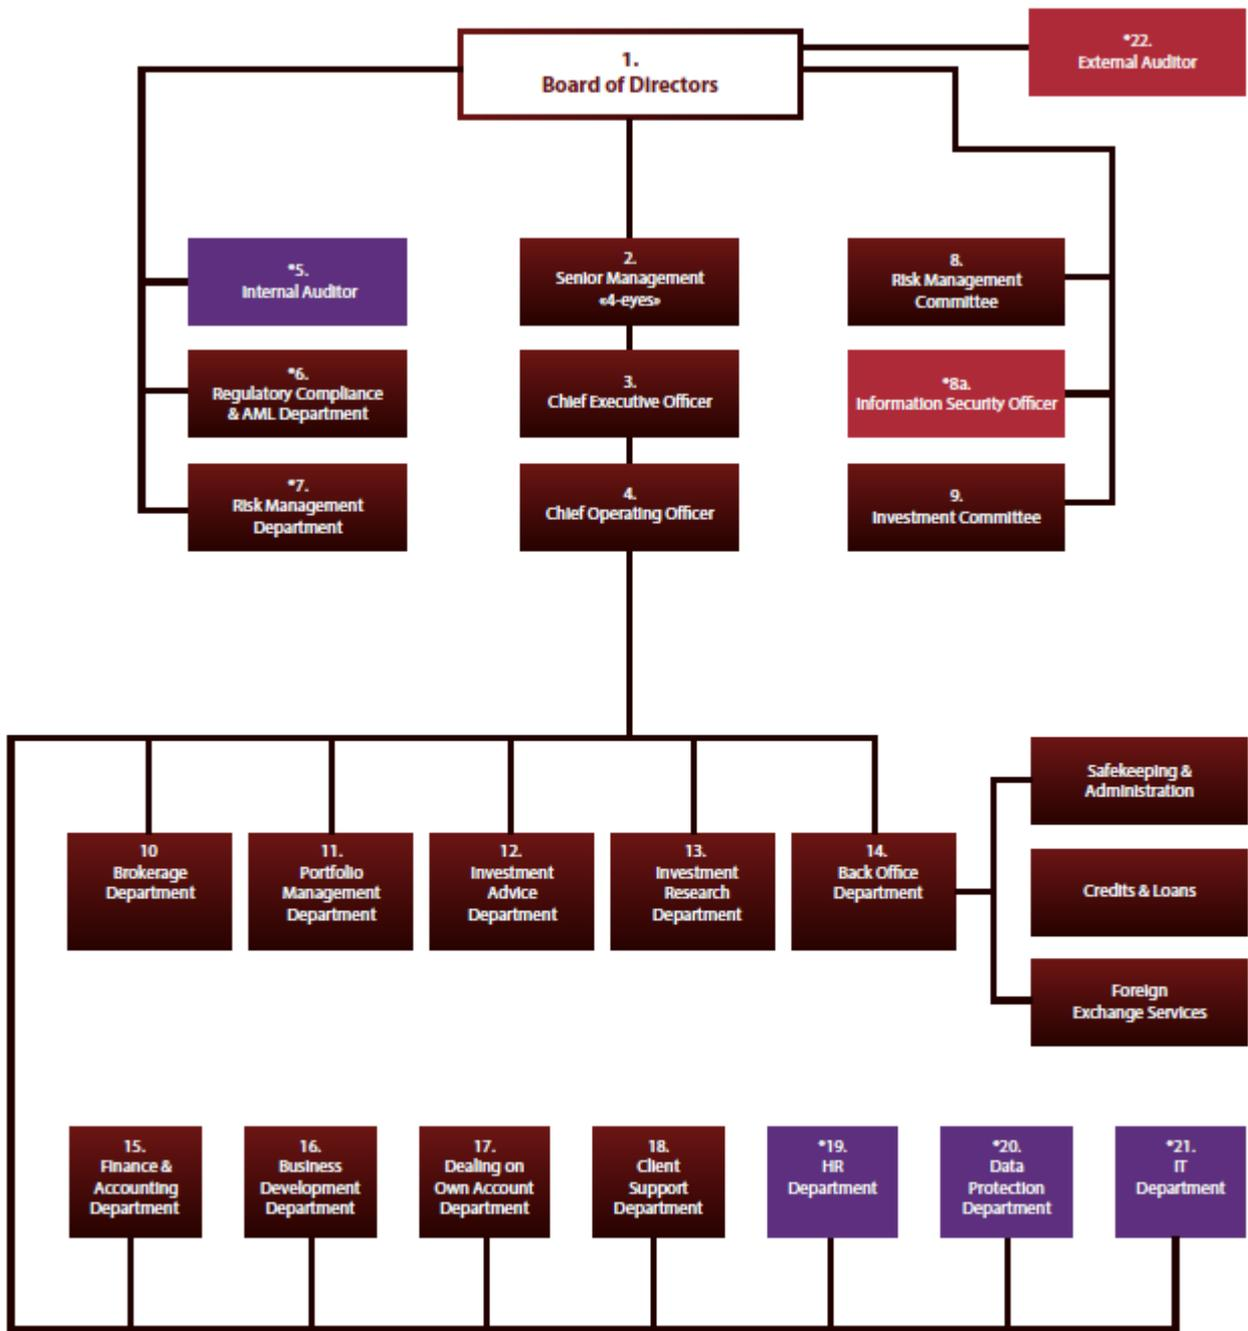 1.
Board of Directors
*22.
External Auditor
*5.
Internal Auditor
2.
Senior Management
«4-eyes»
8.
Risk Management
Committee
*6.
Regulatory Compliance
& AML Department
3.
Chief Executive Officer
*8a.
Information Security Officer
*7.
Risk Management
Department
4.
Chief Operating Officer
9.
Investment Committee
10
Brokerage
Department
11.
Portfolio
Management
Department
12.
Investment
Advice
Department
13.
Investment
Research
Department
14.
Back Office
Department
Safekeeping &
Administration
Credits & Loans
Foreign
Exchange Services
15.
Finance &
Accounting
Department
16.
Business
Development
Department
17.
Dealing on
Own Account
Department
18.
Client
Support
Department
*19.
HR
Department
*20.
Data
Protection
Department
*21.
IT
Department